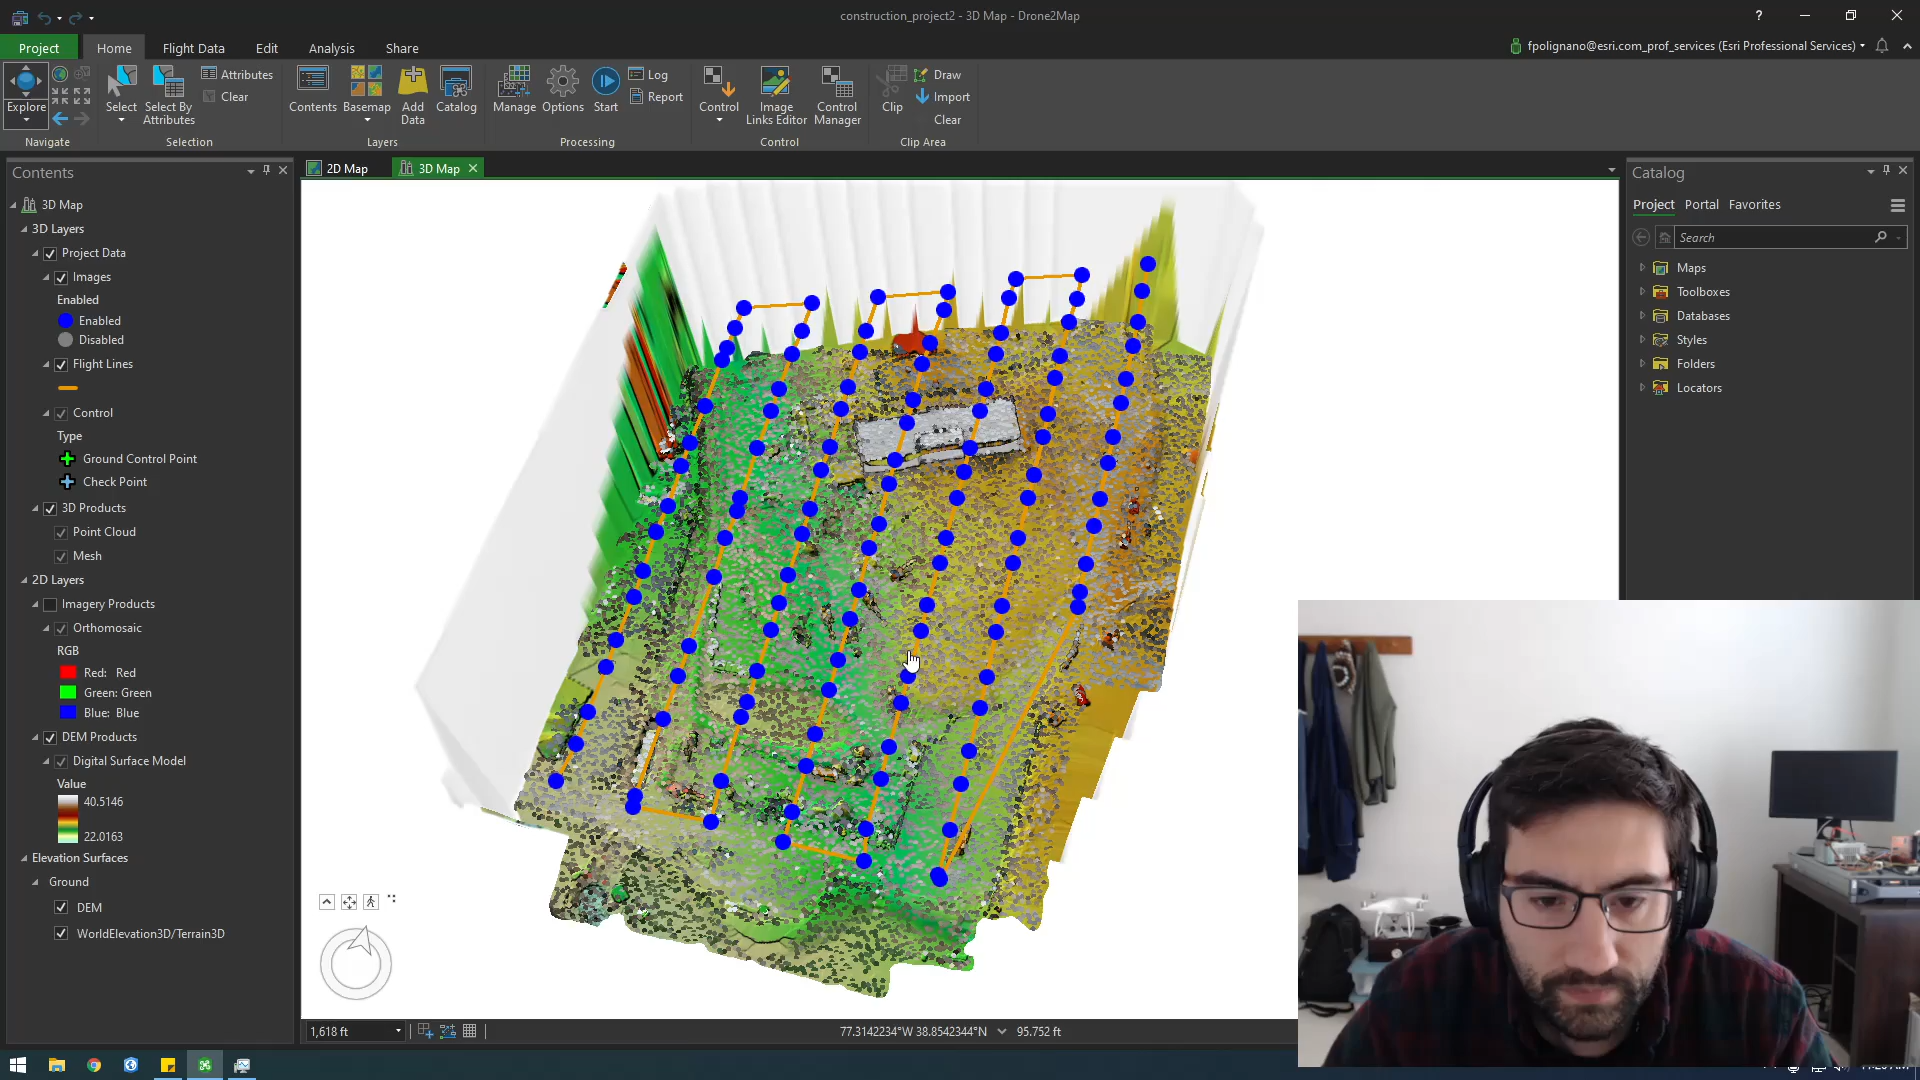 construction_project2 - 3D Map - Drone2Map
?
Project
Home
Flight Data
Edit
Analysis
Share
fpolignano@esri.com_prof_services (Esri Professional Services)
Explore
Select
Select By
Attributes
Attributes
Clear
Contents
Basemap
Add
Data
Catalog
Manage
Options
Start
Log
Report
Control
Image
Links Editor
Control
Manager
Clip
Draw
Import
Clear
Navigate
Selection
Layers
Processing
Control
Clip Area
Contents
2D Map
3D Map
Catalog
3D Map
3D Layers
Project Data
Images
Enabled
Enabled
Disabled
Flight Lines
Control
Type
Ground Control Point
Check Point
3D Products
Point Cloud
Mesh
2D Layers
Imagery Products
Orthomosaic
RGB
Red: Red
Green: Green
Blue: Blue
DEM Products
Digital Surface Model
Value
40.5146
22.0163
Elevation Surfaces
Ground
DEM
WorldElevation3D/Terrain3D
Project
Portal
Favorites
Search
Maps
Toolboxes
Databases
Styles
Folders
Locators
1,618 ft
77.3142234°W 38.8542344°N
95.752 ft